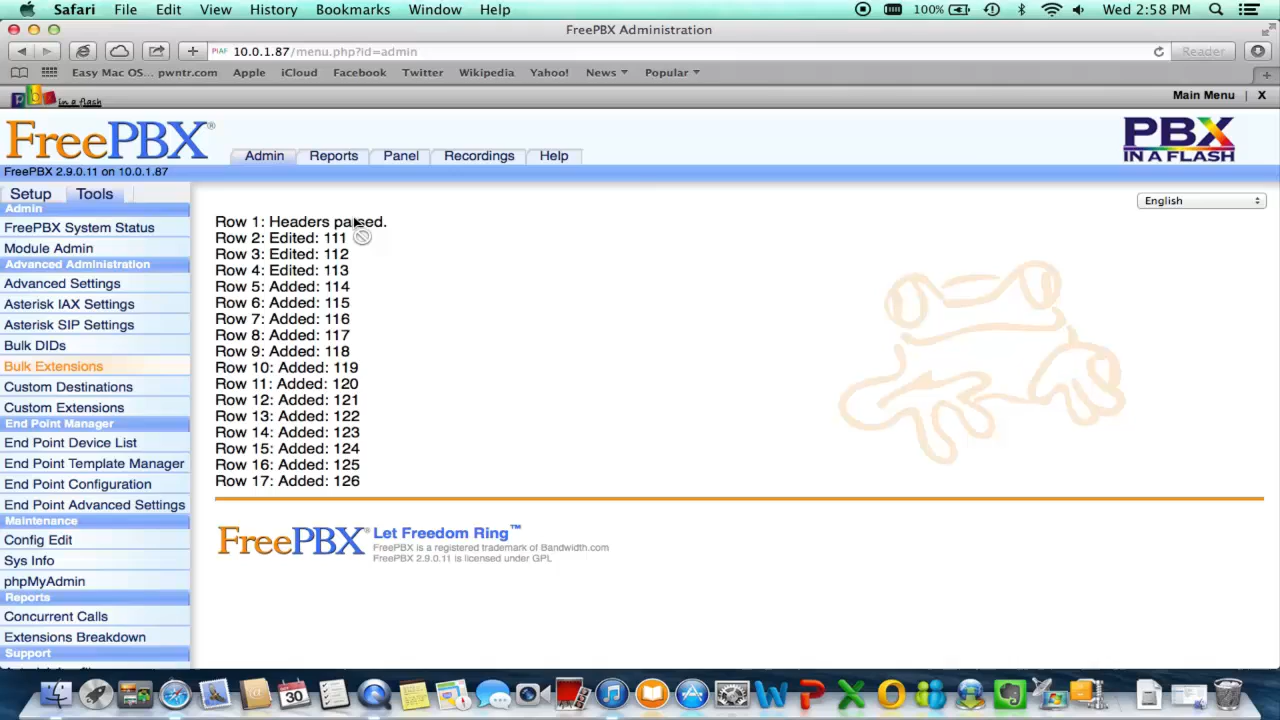 Safari File Edit View History Bookmarks Window Help 100% Wed 2:58 PM
FreePBX Administration
PIAF 10.0.1.87/menu.php?id=admin Reader
Easy Mac OS... pwntr.com Apple iCloud Facebook Twitter Wikipedia Yahoo! News Popular
pbx in a flash Main Menu | X
FreePBX® Admin Reports Panel Recordings Help PBX
IN A FLASH
FreePBX 2.9.0.11 on 10.0.1.87
Setup Tools
English
Admin
FreePBX System Status
Module Admin
Advanced Administration
Advanced Settings
Asterisk IAX Settings
Asterisk SIP Settings
Bulk DIDs
Bulk Extensions
Custom Destinations
Custom Extensions
End Point Manager
End Point Device List
End Point Template Manager
End Point Configuration
End Point Advanced Settings
Maintenance
Config Edit
Sys Info
phpMyAdmin
Reports
Concurrent Calls
Extensions Breakdown
Support
Row 1: Headers passed.
Row 2: Edited: 111
Row 3: Edited: 112
Row 4: Edited: 113
Row 5: Added: 114
Row 6: Added: 115
Row 7: Added: 116
Row 8: Added: 117
Row 9: Added: 118
Row 10: Added: 119
Row 11: Added: 120
Row 12: Added: 121
Row 13: Added: 122
Row 14: Added: 123
Row 15: Added: 124
Row 16: Added: 125
Row 17: Added: 126
FreePBX® Let Freedom Ring™
FreePBX is a registered trademark of Bandwidth.com
FreePBX 2.9.0.11 is licensed under GPL